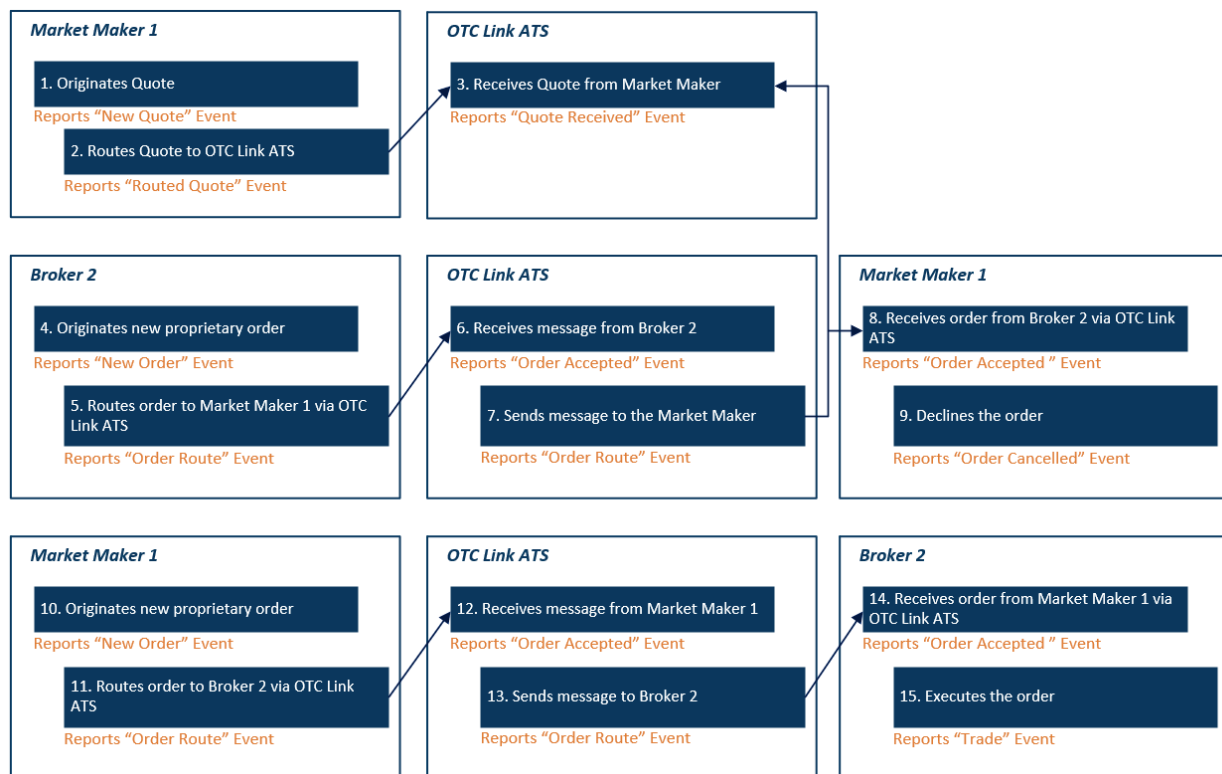 Market Maker 1
1. Originates Quote
Reports “New Quote” Event
2. Routes Quote to OTC Link ATS
Reports “Routed Quote” Event
OTC Link ATS
3. Receives Quote from Market Maker
Reports “Quote Received” Event
Broker 2
4. Originates new proprietary order
Reports “New Order” Event
5. Routes order to Market Maker 1 via OTC
Link ATS
Reports “Order Route” Event
OTC Link ATS
6. Receives message from Broker 2
Reports “Order Accepted” Event
7. Sends message to the Market Maker
Reports “Order Route” Event
Market Maker 1
8. Receives order from Broker 2 via OTC Link
ATS
Reports “Order Accepted ” Event
9. Declines the order
Reports “Order Cancelled” Event
Market Maker 1
10. Originates new proprietary order
Reports “New Order” Event
11. Routes order to Broker 2 via OTC Link
ATS
Reports “Order Route” Event
OTC Link ATS
12. Receives message from Market Maker 1
Reports “Order Accepted” Event
13. Sends message to Broker 2
Reports “Order Route” Event
Broker 2
14. Receives order from Market Maker 1 via
OTC Link ATS
Reports “Order Accepted ” Event
15. Executes the order
Reports “Trade” Event